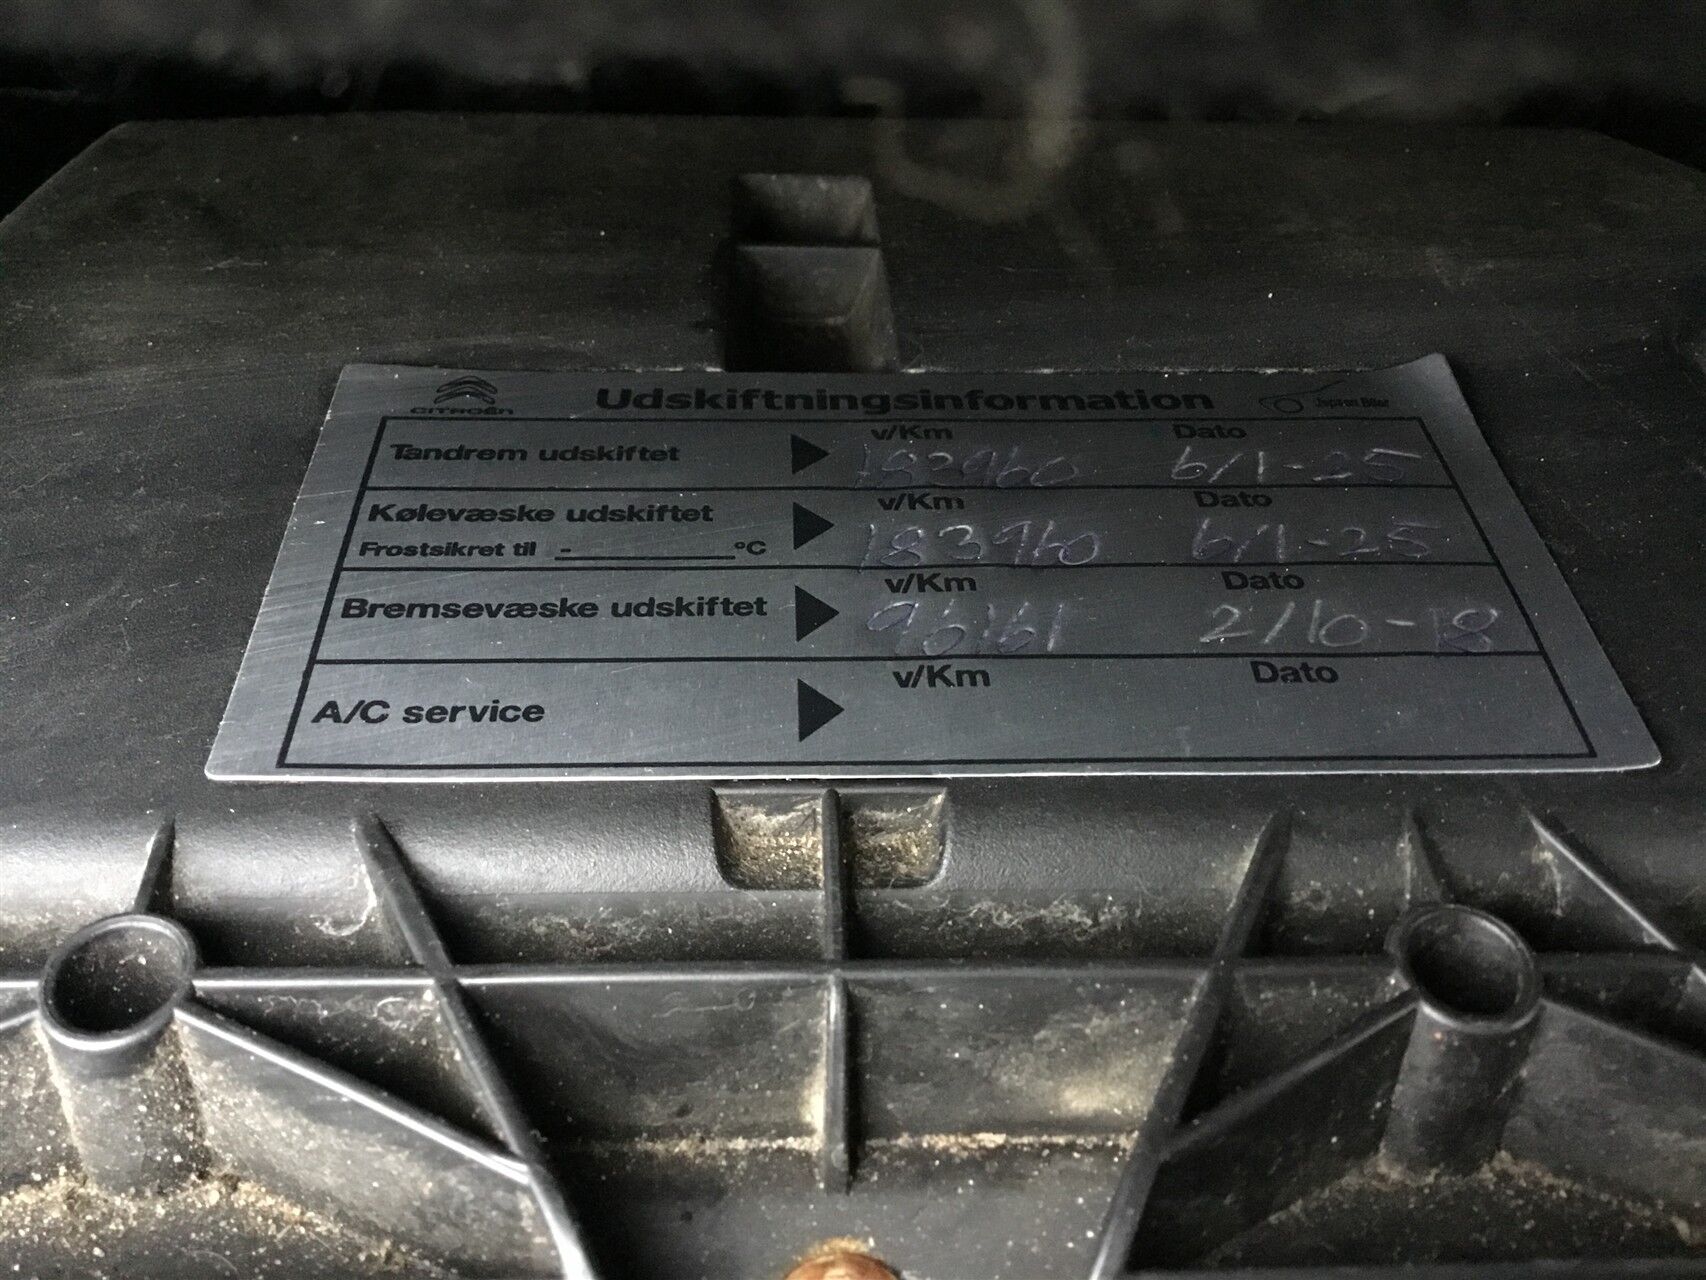 CITROËN Udskiftningsinformation
v/Km Dato
Tandrem udskiftet 183960 6/1-25
v/Km Dato
Kølevæske udskiftet 183960 6/1-25
Frostsikret til -__________°C
v/Km Dato
Bremsevæske udskiftet 96161 2/10-18
v/Km Dato
A/C service